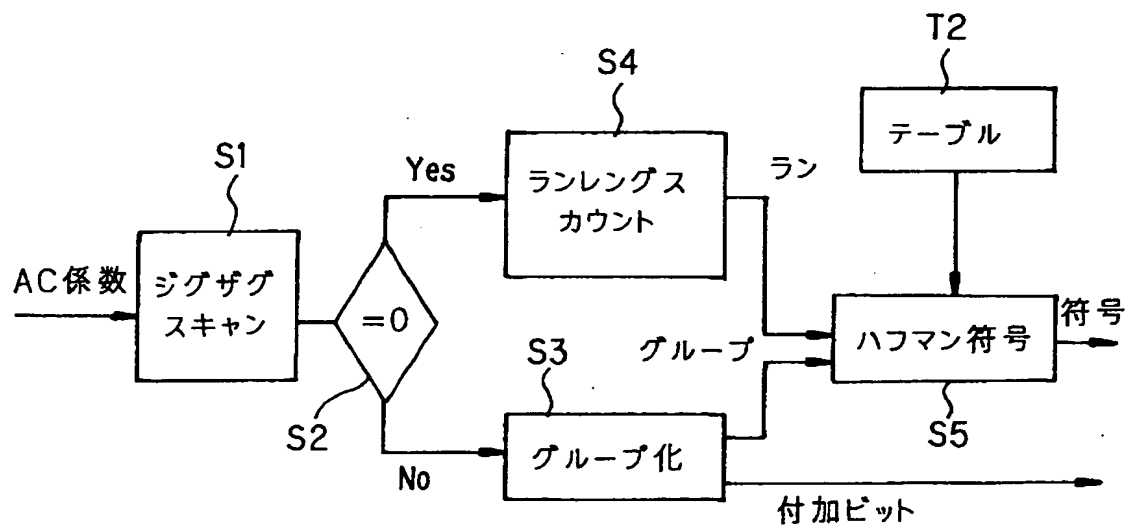 T2
テーブル
S4
ランレングス
カウント
Yes
ラン
S1
AC係数
ジグザグ
スキャン
=0
S2
No
S3
グループ化
グループ
ハフマン符号
S5
符号
付加ビット